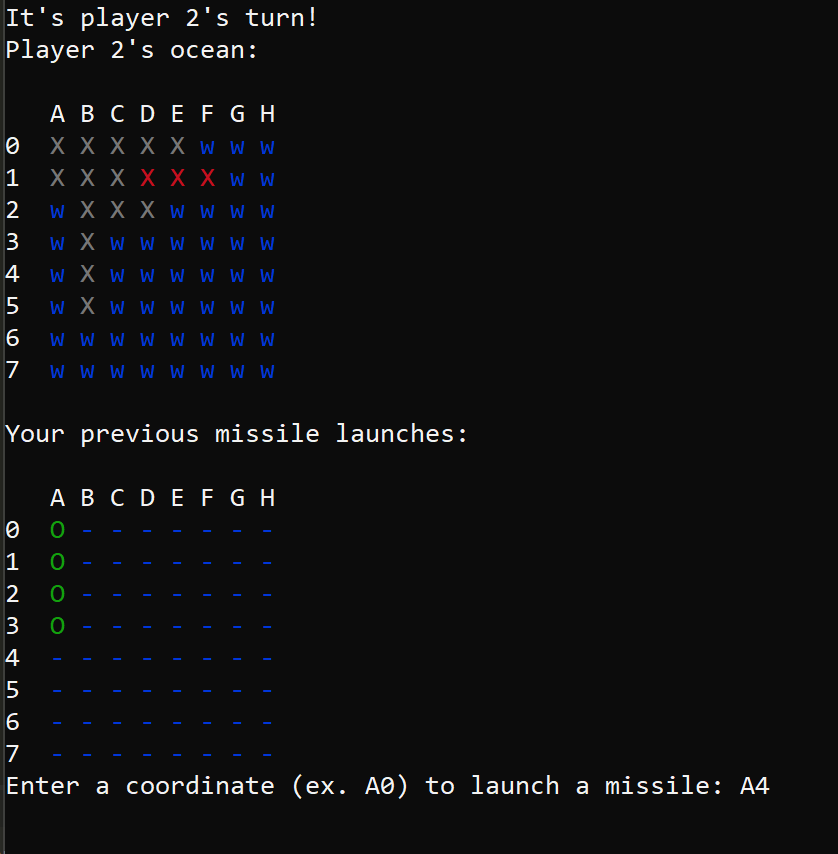 It's player 2's turn!
Player 2's ocean:
A B C D E F G H
0 X X X X X w w w
1 X X X X X X w w
2 w X X X w w w w
3 w X w w w w w w
4 w X w w w w w w
5 w X w w w w w w
6 w w w w w w w w
7 w w w w w w w w
Your previous missile launches:
A B C D E F G H
0 O - - - - - - -
1 O - - - - - - -
2 O - - - - - - -
3 O - - - - - - -
4 - - - - - - - -
5 - - - - - - - -
6 - - - - - - - -
7 - - - - - - - -
Enter a coordinate (ex. A0) to launch a missile: A4